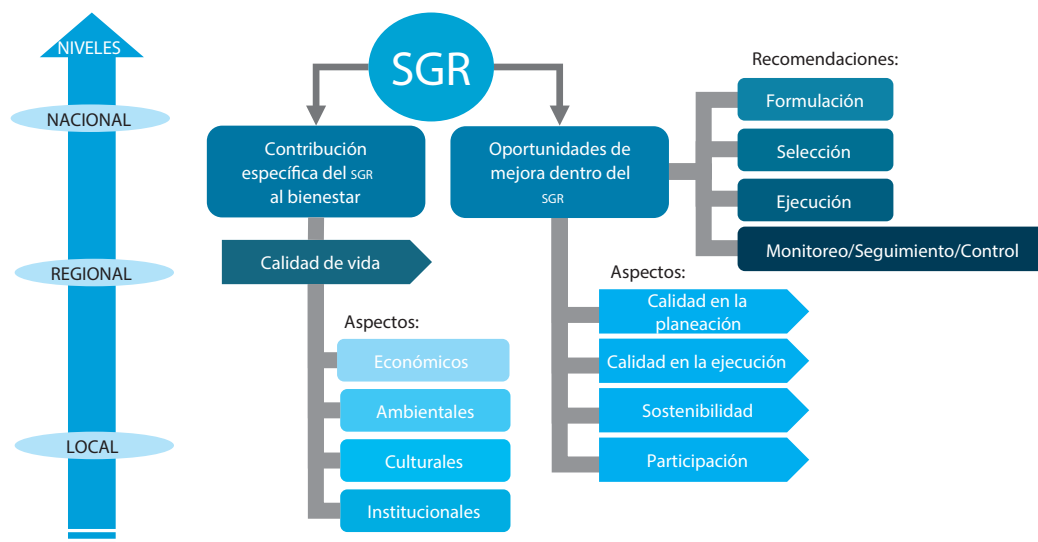 NIVELES
NACIONAL
REGIONAL
LOCAL
SGR
Contribución
específica del SGR
al bienestar
Calidad de vida
Aspectos:
Económicos
Ambientales
Culturales
Institucionales
Oportunidades de
mejora dentro del
SGR
Aspectos:
Calidad en la
planeación
Calidad en la ejecución
Sostenibilidad
Participación
Recomendaciones:
Formulación
Selección
Ejecución
Monitoreo/Seguimiento/Control